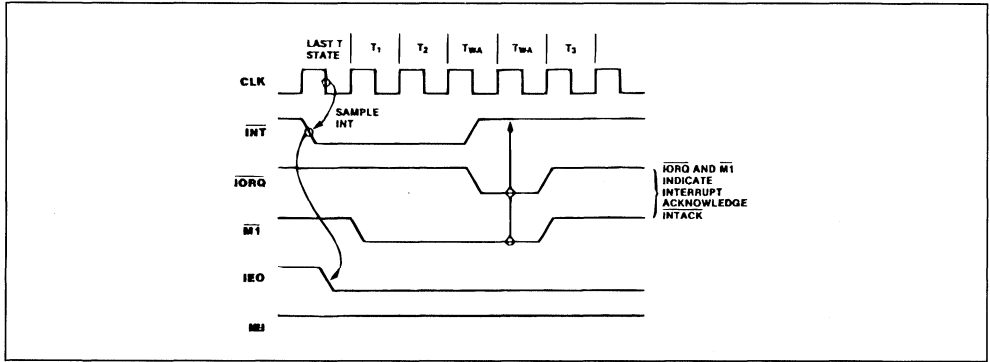 LAST T STATE
T1
T2
TWA
TWA
T3
CLK
SAMPLE INT
INT
IORQ
IORQ AND M1
INDICATE
INTERRUPT
ACKNOWLEDGE
INTACK
M1
IEO